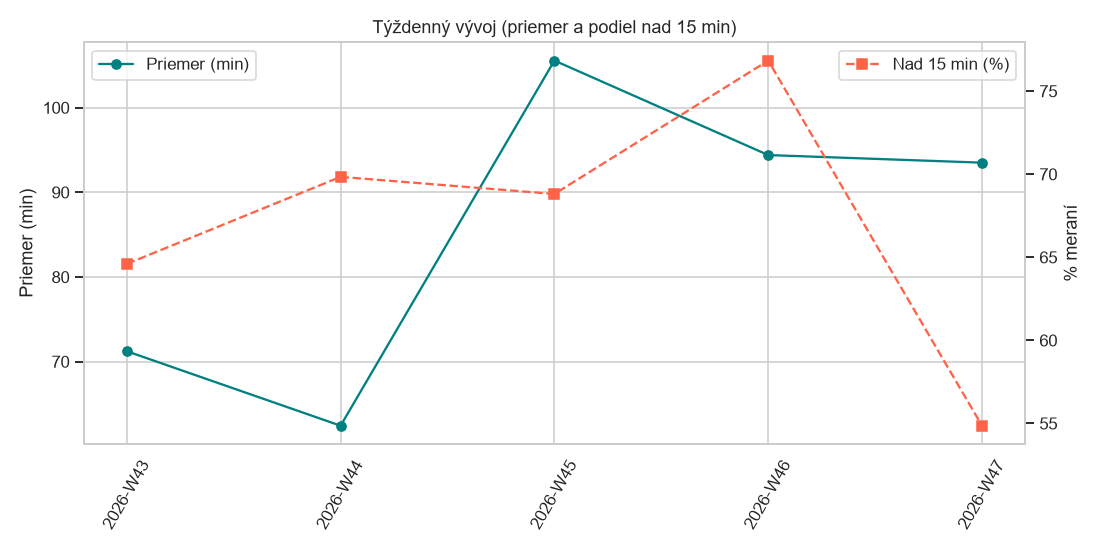 Týždenný vývoj (priemer a podiel nad 15 min)
Priemer (min)
Nad 15 min (%)
100
90
80
70
Priemer (min)
75
70
65
60
55
% meraní
2026-W43
2026-W44
2026-W45
2026-W46
2026-W47